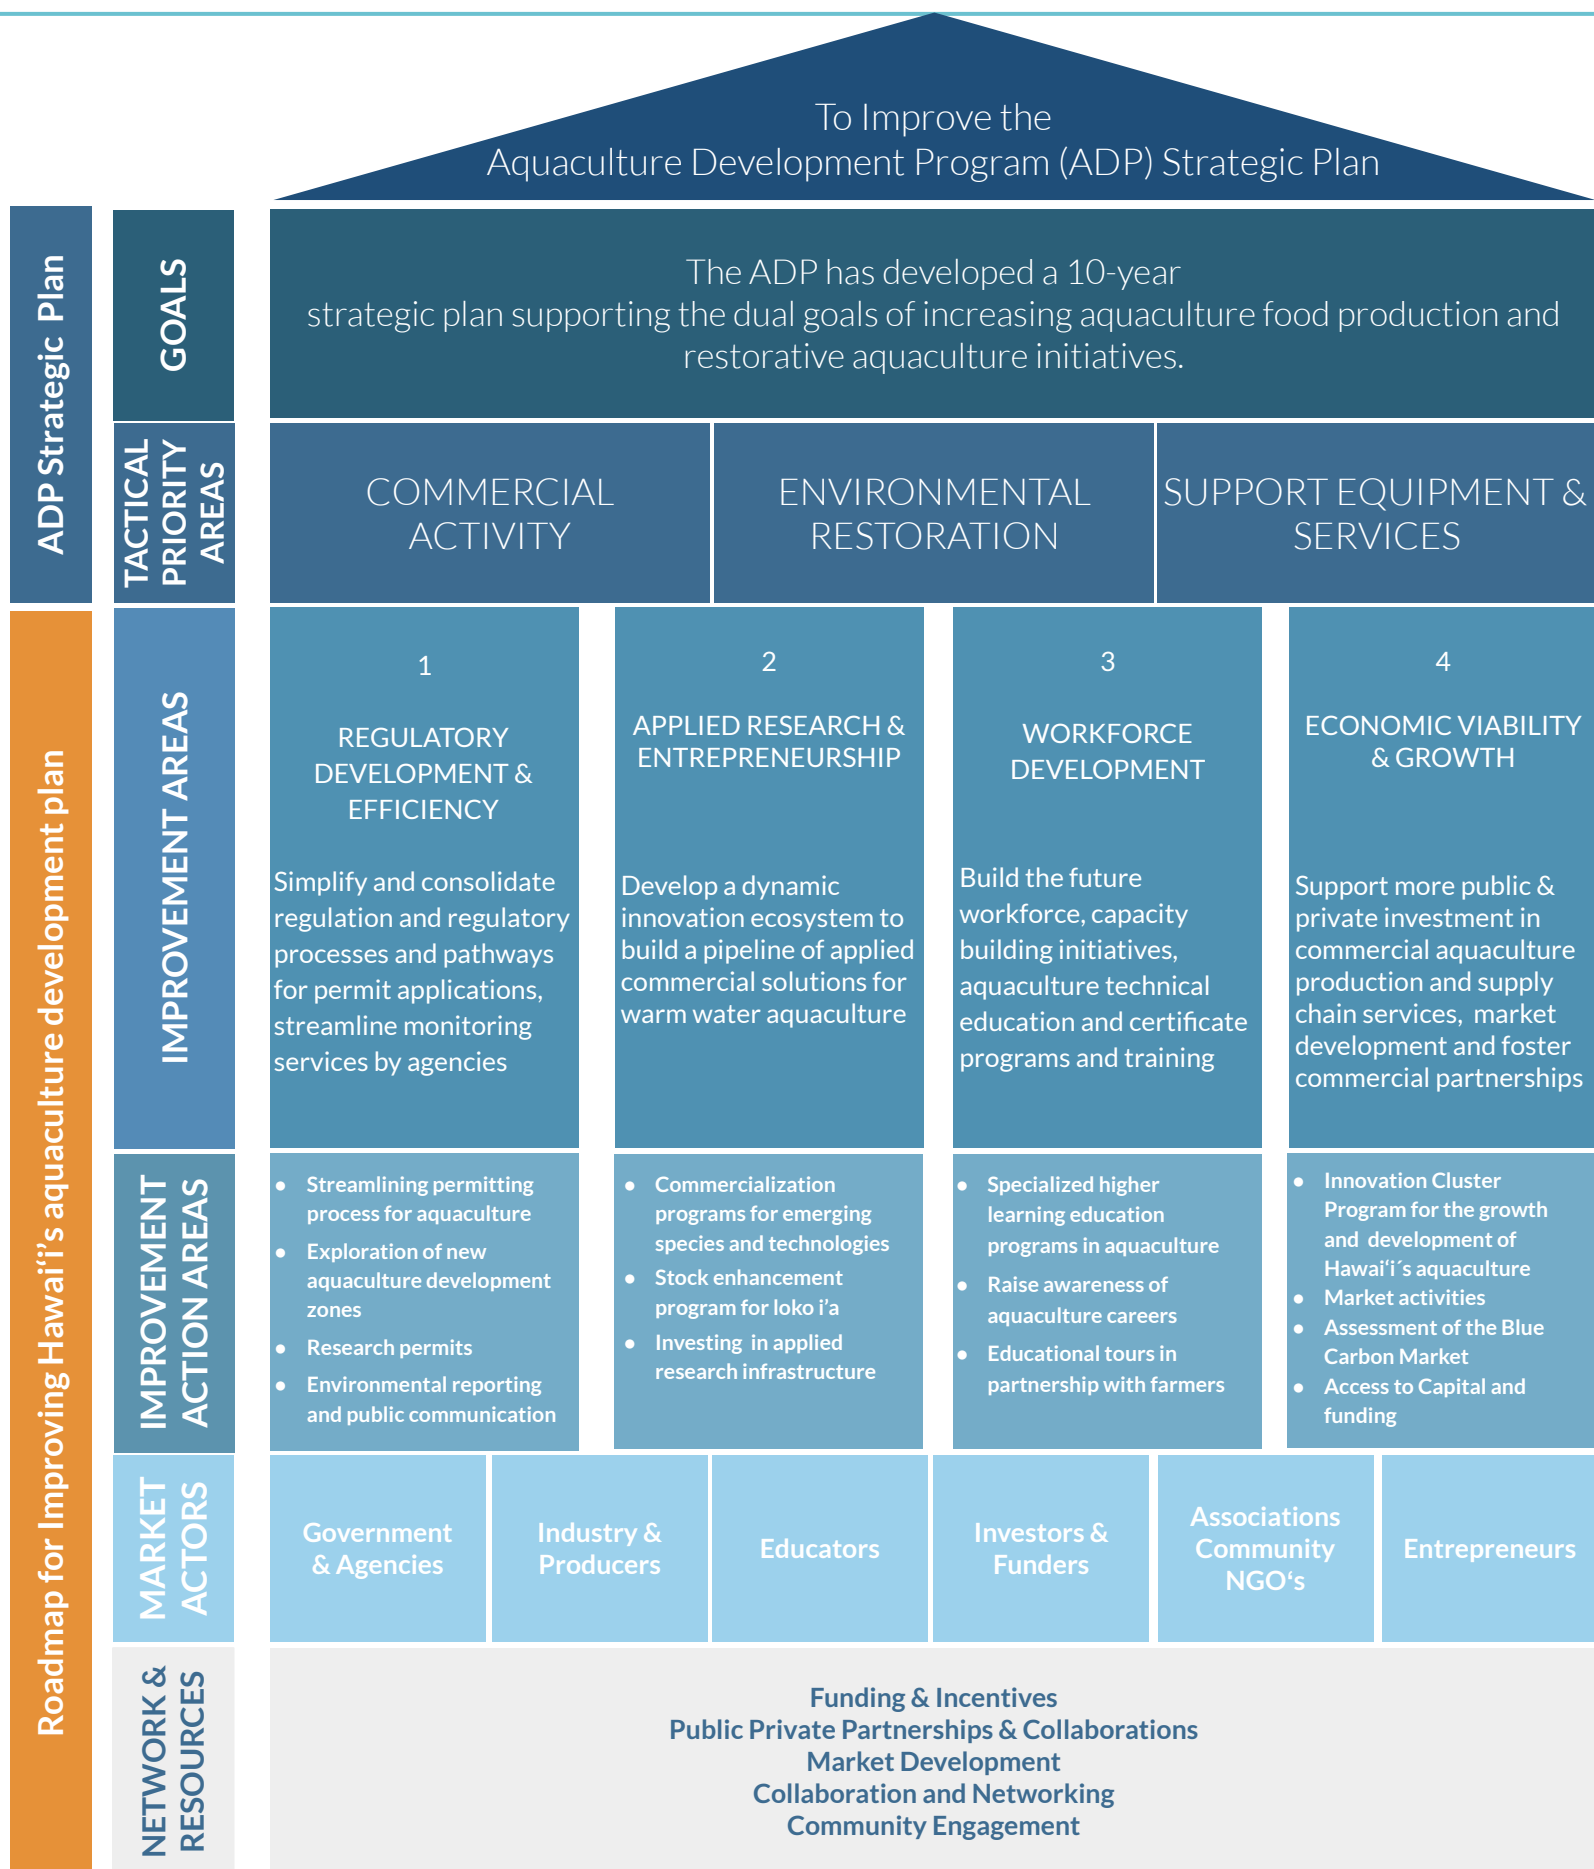 To Improve the
Aquaculture Development Program (ADP) Strategic Plan
ADP Strategic Plan
GOALS
The ADP has developed a 10-year
strategic plan supporting the dual goals of increasing aquaculture food production and
restorative aquaculture initiatives.
TACTICAL
PRIORITY
AREAS
COMMERCIAL
ACTIVITY
ENVIRONMENTAL
RESTORATION
SUPPORT EQUIPMENT &
SERVICES
Roadmap for Improving Hawaiʻi’s aquaculture development plan
IMPROVEMENT AREAS
1
REGULATORY
DEVELOPMENT &
EFFICIENCY
Simplify and consolidate
regulation and regulatory
processes and pathways
for permit applications,
streamline monitoring
services by agencies
2
APPLIED RESEARCH &
ENTREPRENEURSHIP
Develop a dynamic
innovation ecosystem to
build a pipeline of applied
commercial solutions for
warm water aquaculture
3
WORKFORCE
DEVELOPMENT
Build the future
workforce, capacity
building initiatives,
aquaculture technical
education and certificate
programs and training
4
ECONOMIC VIABILITY
& GROWTH
Support more public &
private investment in
commercial aquaculture
production and supply
chain services, market
development and foster
commercial partnerships
IMPROVEMENT
ACTION AREAS
• Streamlining permitting
process for aquaculture
• Exploration of new
aquaculture development
zones
• Research permits
• Environmental reporting
and public communication
• Commercialization
programs for emerging
species and technologies
• Stock enhancement
program for loko i’a
• Investing in applied
research infrastructure
• Specialized higher
learning education
programs in aquaculture
• Raise awareness of
aquaculture careers
• Educational tours in
partnership with farmers
• Innovation Cluster
Program for the growth
and development of
Hawaiʻi´s aquaculture
• Market activities
• Assessment of the Blue
Carbon Market
• Access to Capital and
funding
MARKET
ACTORS
Government
& Agencies
Industry &
Producers
Educators
Investors &
Funders
Associations
Community
NGO‘s
Entrepreneurs
NETWORK &
RESOURCES
Funding & Incentives
Public Private Partnerships & Collaborations
Market Development
Collaboration and Networking
Community Engagement